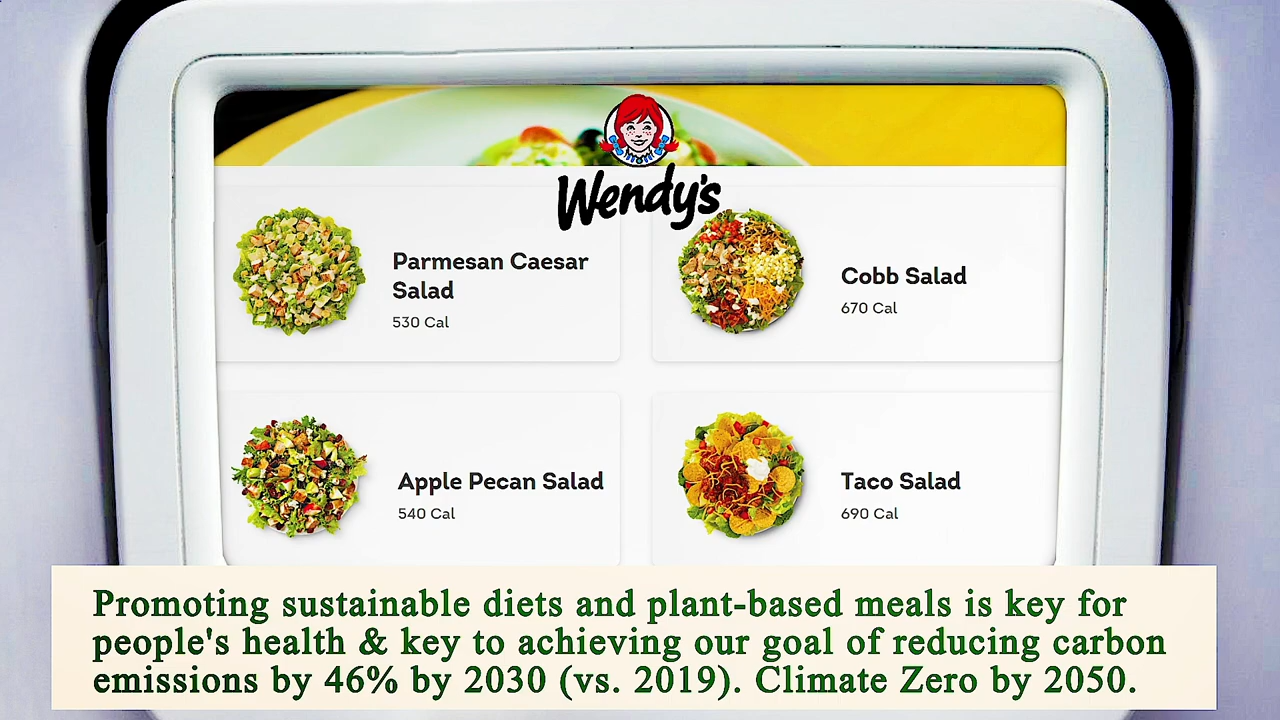 Wendy's
Parmesan Caesar
Salad
530 Cal
Cobb Salad
670 Cal
Apple Pecan Salad
540 Cal
Taco Salad
690 Cal
Promoting sustainable diets and plant-based meals is key for
people's health & key to achieving our goal of reducing carbon
emissions by 46% by 2030 (vs. 2019). Climate Zero by 2050.